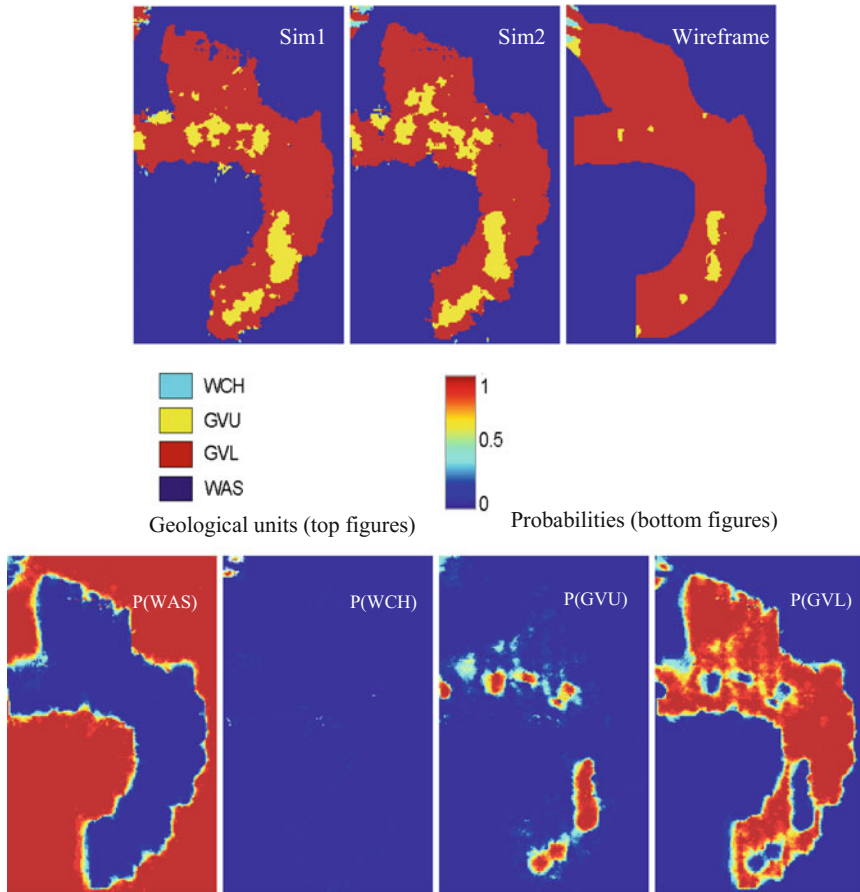 Sim1
Sim2
Wireframe
WCH
GVU
GVL
WAS
1
0.5
0
Geological units (top figures)
Probabilities (bottom figures)
P(WAS)
P(WCH)
P(GVU)
P(GVL)